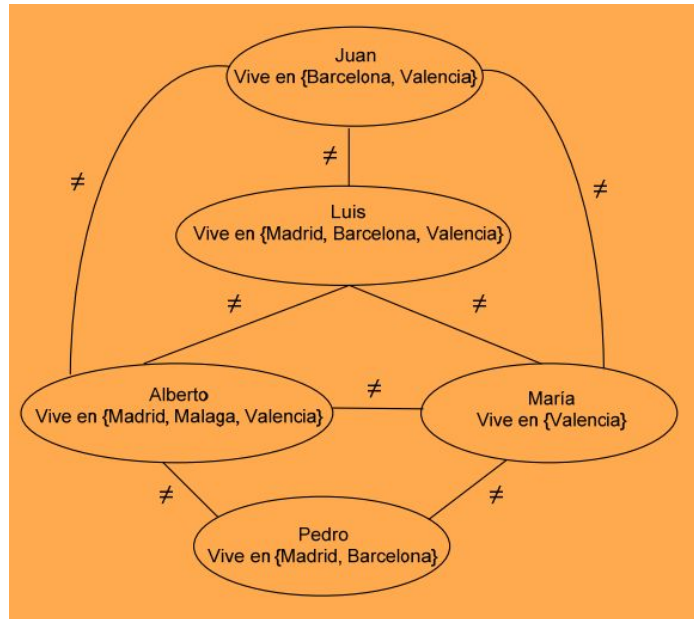 Juan
Vive en {Barcelona, Valencia}
≠
≠
≠
Luis
Vive en {Madrid, Barcelona, Valencia}
≠
≠
Alberto
Vive en {Madrid, Malaga, Valencia}
≠
María
Vive en {Valencia}
≠
≠
Pedro
Vive en {Madrid, Barcelona}